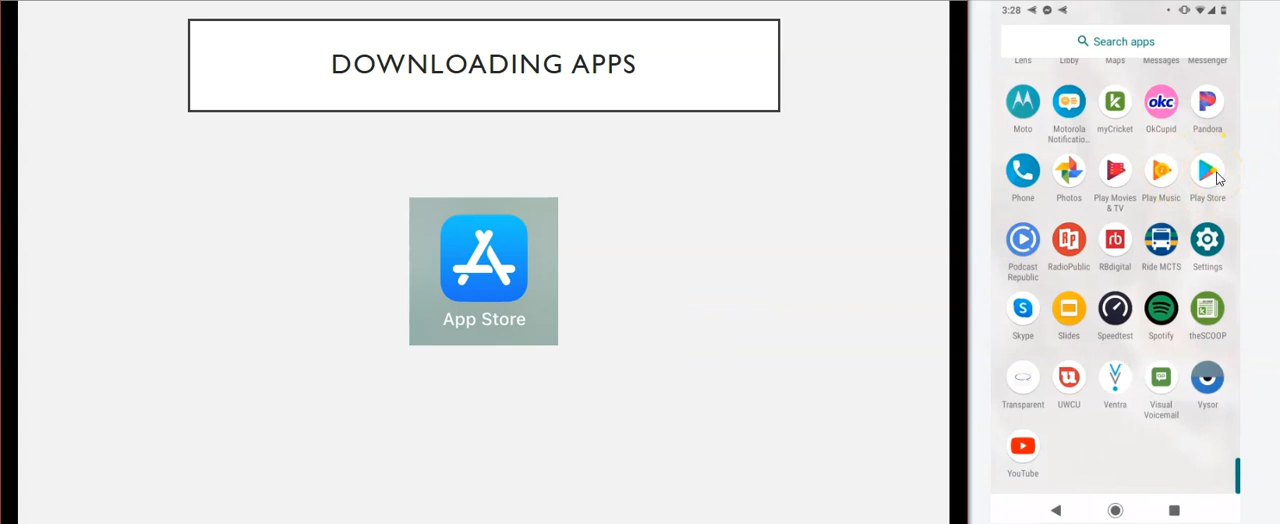 DOWNLOADING APPS
App Store
3:28
Search apps
Lens Libby Maps Messages Messenger
okc
Moto Motorola Notificatio... myCricket OkCupid Pandora
Phone Photos Play Movies & TV Play Music Play Store
Rp rb
Podcast Republic RadioPublic RBdigital Ride MCTS Settings
Skype Slides Speedtest Spotify theSCOOP
Transparent UWCU Ventra Visual Voicemail Vysor
YouTube